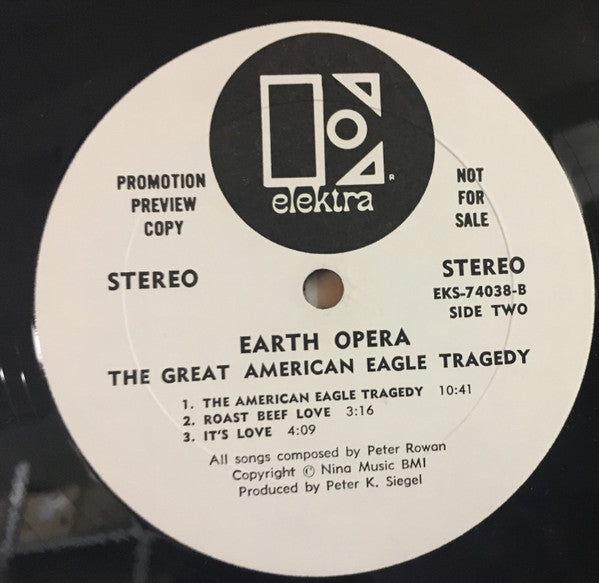 elektra
R
PROMOTION
PREVIEW
COPY
NOT
FOR
SALE
STEREO
STEREO
EKS-74038-B
SIDE TWO
EARTH OPERA
THE GREAT AMERICAN EAGLE TRAGEDY
1. THE AMERICAN EAGLE TRAGEDY 10:41
2. ROAST BEEF LOVE 3:16
3. IT'S LOVE 4:09
All songs composed by Peter Rowan
Copyright Ⓒ Nina Music BMI
Produced by Peter K. Siegel